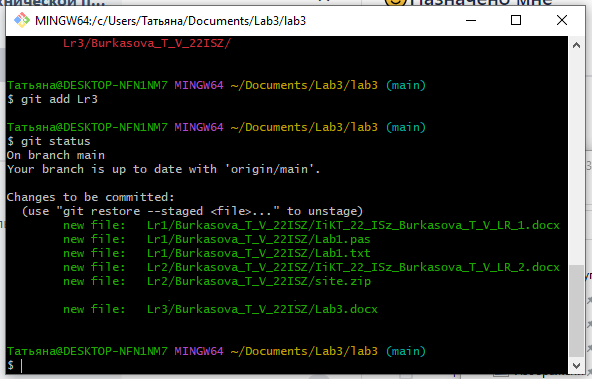 нической п...
Назначено мне
MINGW64:/c/Users/Татьяна/Documents/Lab3/lab3
Lr3/Burkasova_T_V_22ISZ/
Татьяна@DESKTOP-NFN1NM7 MINGW64 ~/Documents/Lab3/lab3 (main)
$ git add Lr3
Татьяна@DESKTOP-NFN1NM7 MINGW64 ~/Documents/Lab3/lab3 (main)
$ git status
On branch main
Your branch is up to date with 'origin/main'.
Changes to be committed:
(use "git restore --staged <file>..." to unstage)
new file: Lr1/Burkasova_T_V_22ISZ/IiKT_22_ISz_Burkasova_T_V_LR_1.docx
new file: Lr1/Burkasova_T_V_22ISZ/Lab1.pas
new file: Lr1/Burkasova_T_V_22ISZ/Lab1.txt
new file: Lr2/Burkasova_T_V_22ISZ/IiKT_22_ISz_Burkasova_T_V_LR_2.docx
new file: Lr2/Burkasova_T_V_22ISZ/site.zip
new file: Lr3/Burkasova_T_V_22ISZ/Lab3.docx
Татьяна@DESKTOP-NFN1NM7 MINGW64 ~/Documents/Lab3/lab3 (main)
$